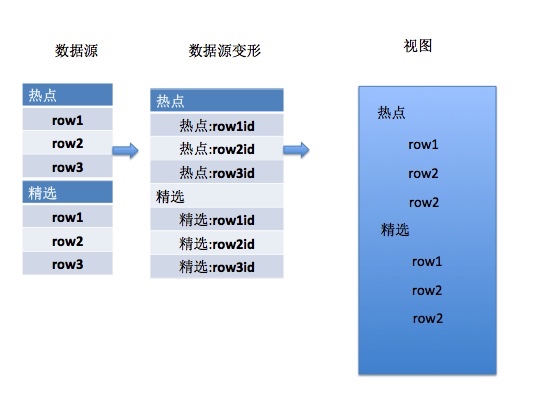 数据源
热点
row1
row2
row3
精选
row1
row2
row3
数据源变形
热点
热点:row1id
热点:row2id
热点:row3id
精选
精选:row1id
精选:row2id
精选:row3id
视图
热点
row1
row2
row2
精选
row1
row2
row2